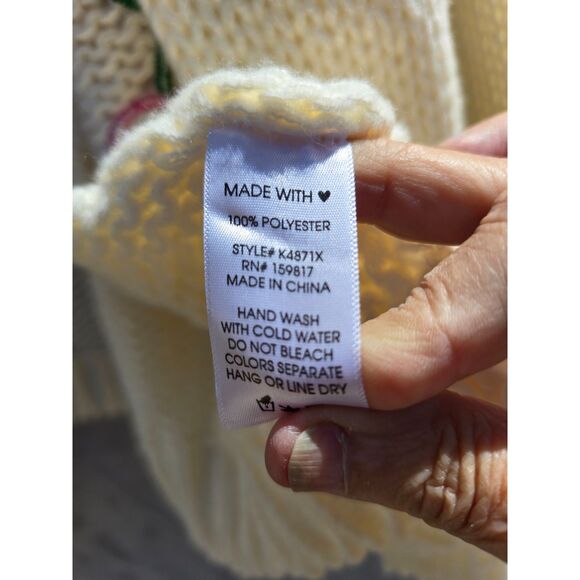 MADE WITH ♥
100% POLYESTER
STYLE# K4871X
RN# 159817
MADE IN CHINA
HAND WASH
WITH COLD WATER
DO NOT BLEACH
COLORS SEPARATE
HANG OR LINE DRY